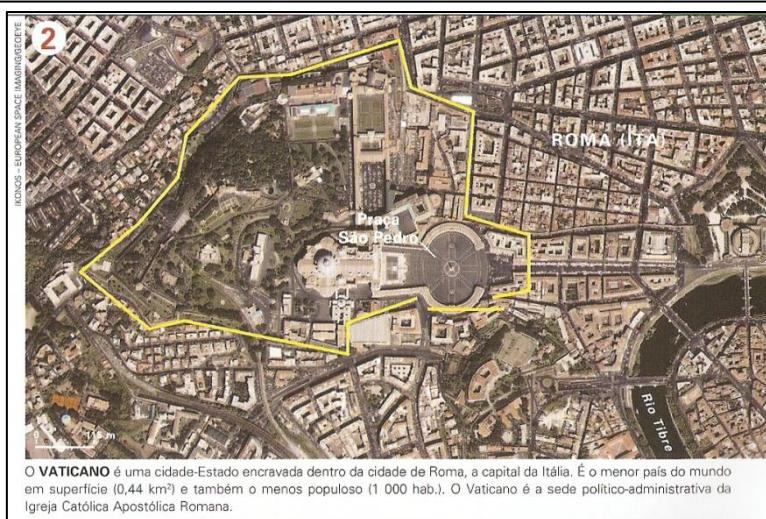 2
IKONOS – EUROPEAN SPACE IMAGING/GEOEYE
ROMA (ITA)
Praça
São Pedro
Rio Tibre
0 115 m
O VATICANO é uma cidade-Estado encravada dentro da cidade de Roma, a capital da Itália. É o menor país do mundo
em superfície (0,44 km²) e também o menos populoso (1 000 hab.). O Vaticano é a sede político-administrativa da
Igreja Católica Apostólica Romana.